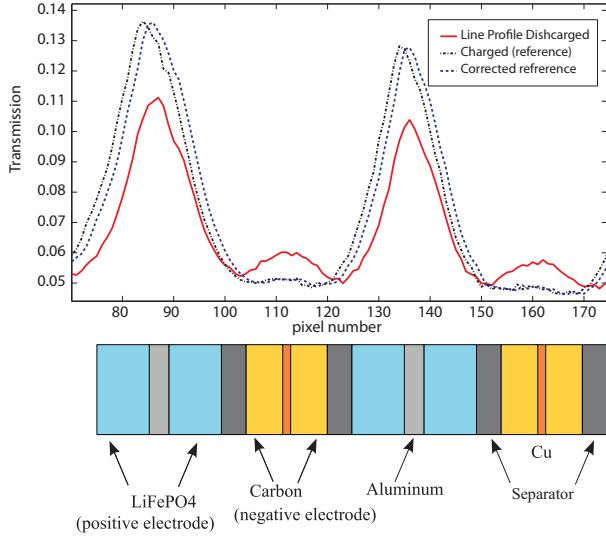 0.14
0.13
0.12
0.11
0.10
0.09
0.08
0.07
0.06
0.05
Transmission
Line Profile Dishcarged
Charged (reference)
Corrected refrerence
80 90 100 110 120 130 140 150 160 170
pixel number
LiFePO4
(positive electrode)
Carbon
(negative electrode)
Aluminum
Cu
Separator